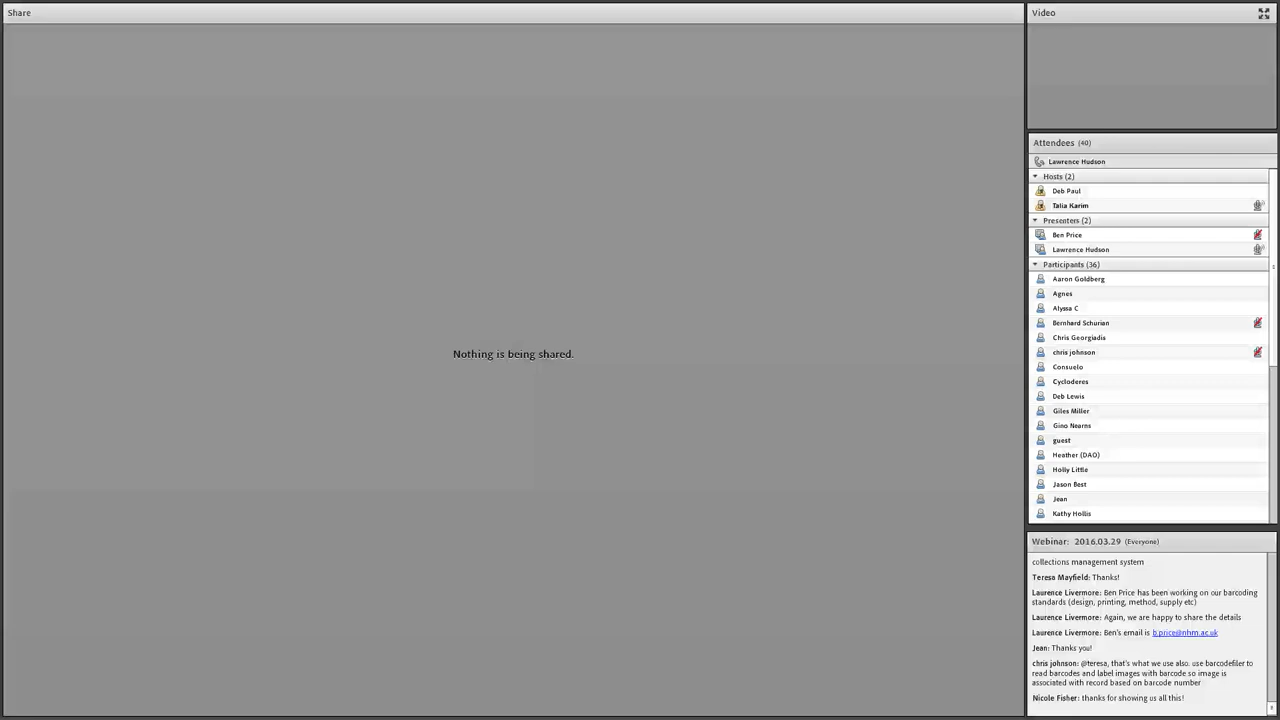 Share
Nothing is being shared.
Video
Attendees (40)
Lawrence Hudson
Hosts (2)
Deb Paul
Talia Karim
Presenters (2)
Ben Price
Lawrence Hudson
Participants (36)
Aaron Goldberg
Agnes
Alyssa C
Bernhard Schurian
Chris Georgiadis
chris johnson
Consuelo
Cycloderes
Deb Lewis
Giles Miller
Gino Nearns
guest
Heather (DAO)
Holly Little
Jason Best
Jean
Kathy Hollis
Webinar: 2016.03.29 (Everyone)
collections management system
Teresa Mayfield: Thanks!
Laurence Livermore: Ben Price has been working on our barcoding
standards (design, printing, method, supply etc)
Laurence Livermore: Again, we are happy to share the details
Laurence Livermore: Ben's email is b.price@nhm.ac.uk
Jean: Thanks you!
chris johnson: @teresa, that's what we use also. use barcodefiler to
read barcodes and label images with barcode so image is
associated with record based on barcode number
Nicole Fisher: thanks for showing us all this!